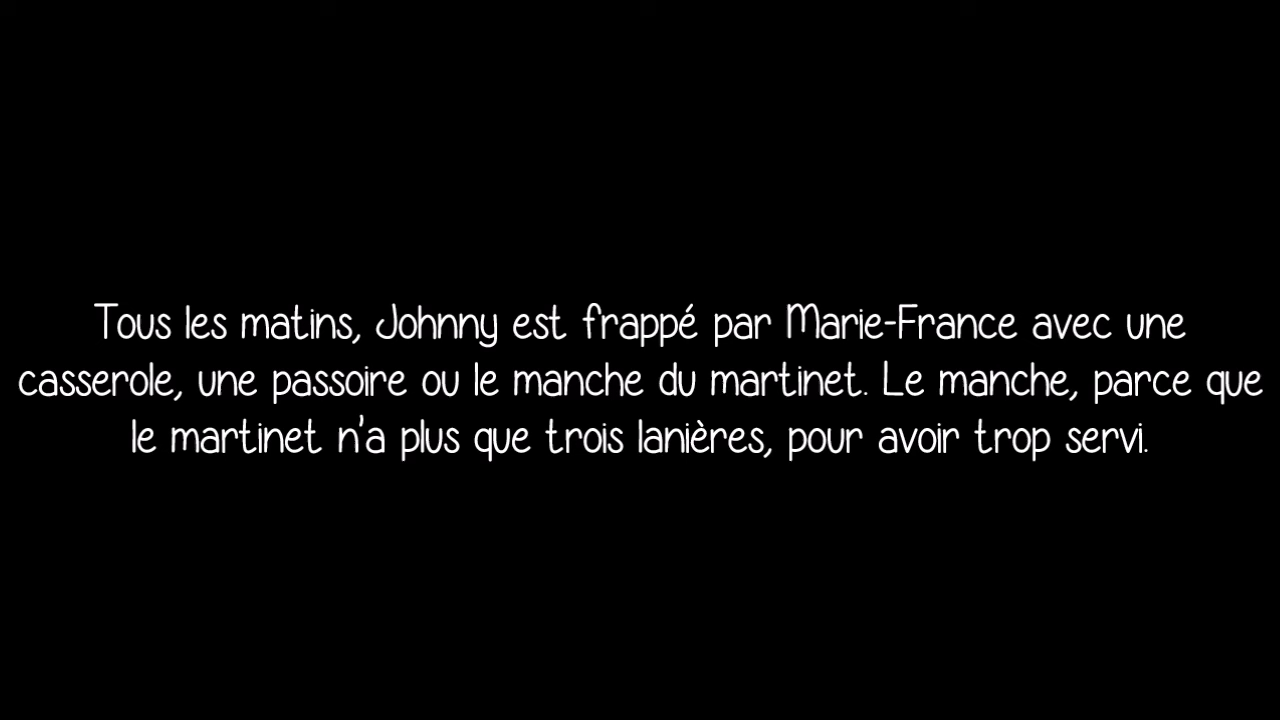 Tous les matins, Johnny est frappé par Marie-France avec une
casserole, une passoire ou le manche du martinet. Le manche, parce que
le martinet n'a plus que trois lanières, pour avoir trop servi.